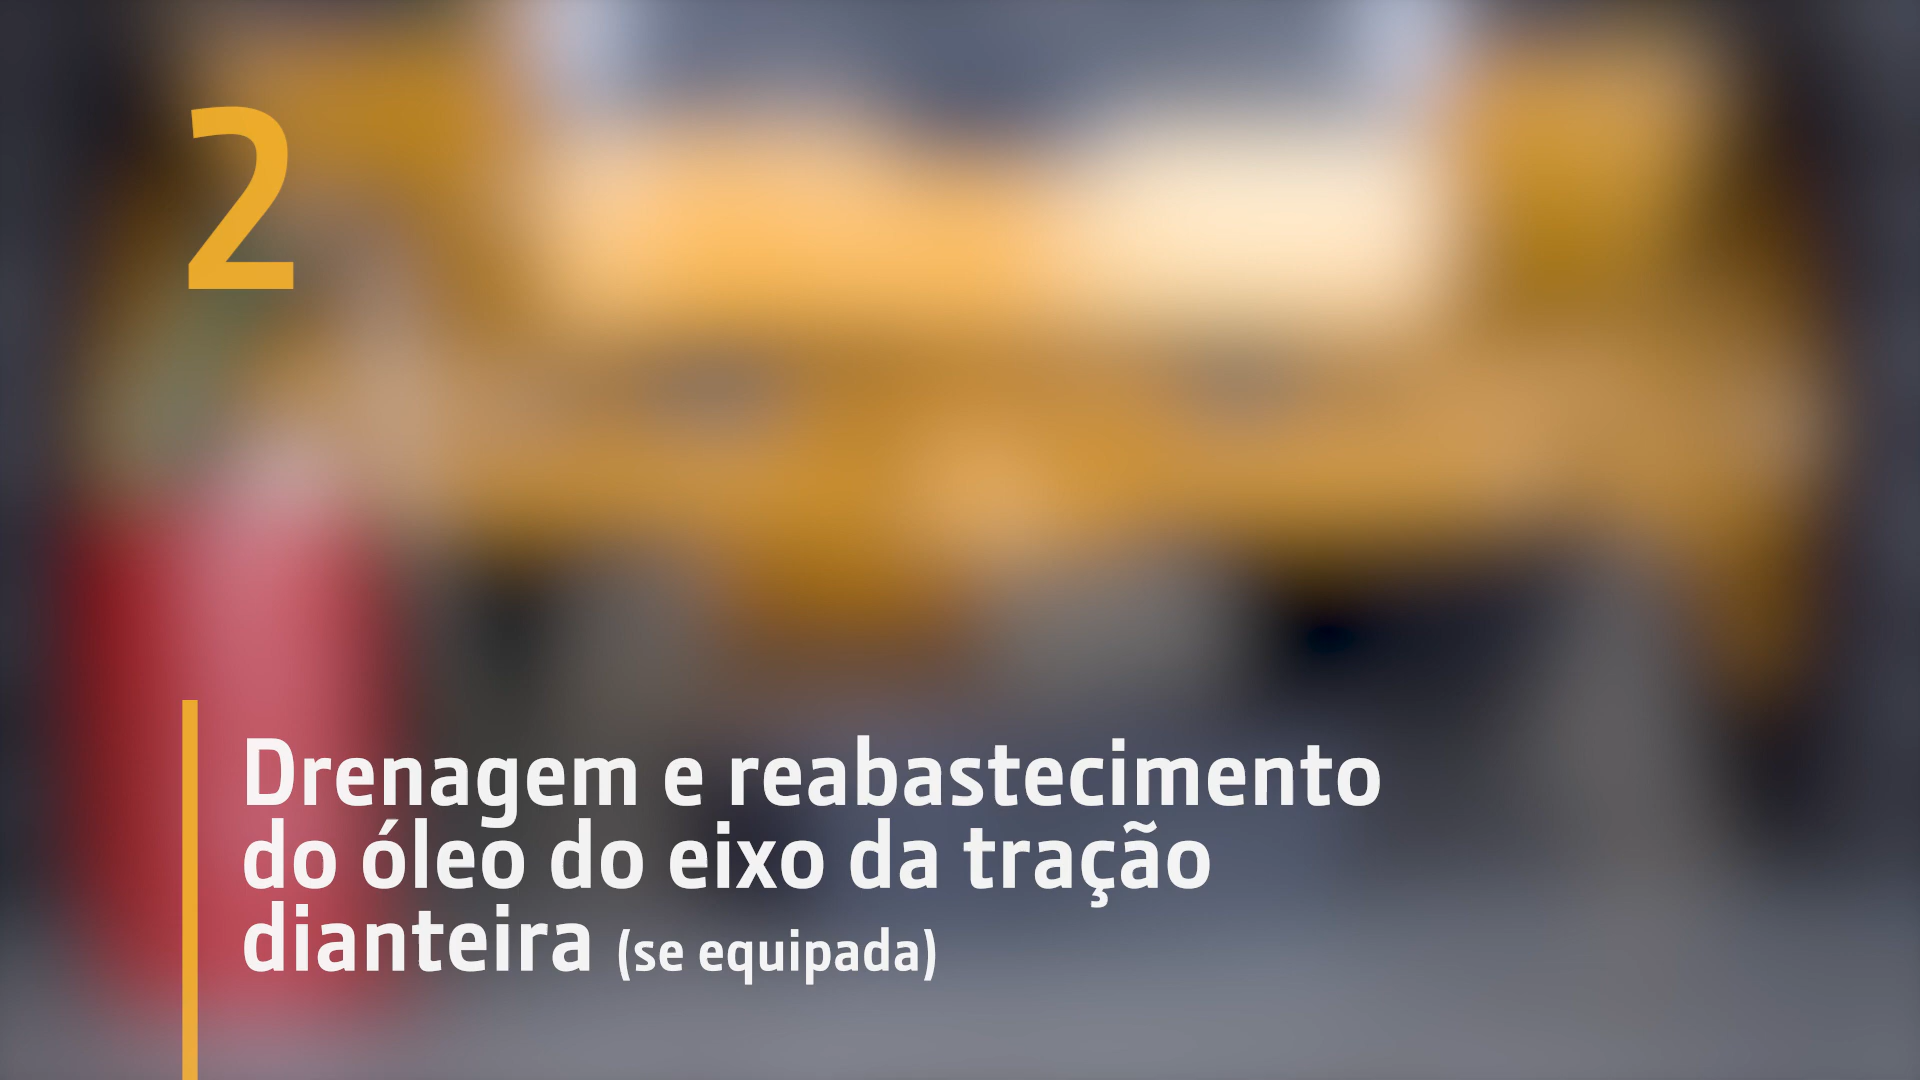 2
Drenagem e reabastecimento
do óleo do eixo da tração
dianteira (se equipada)